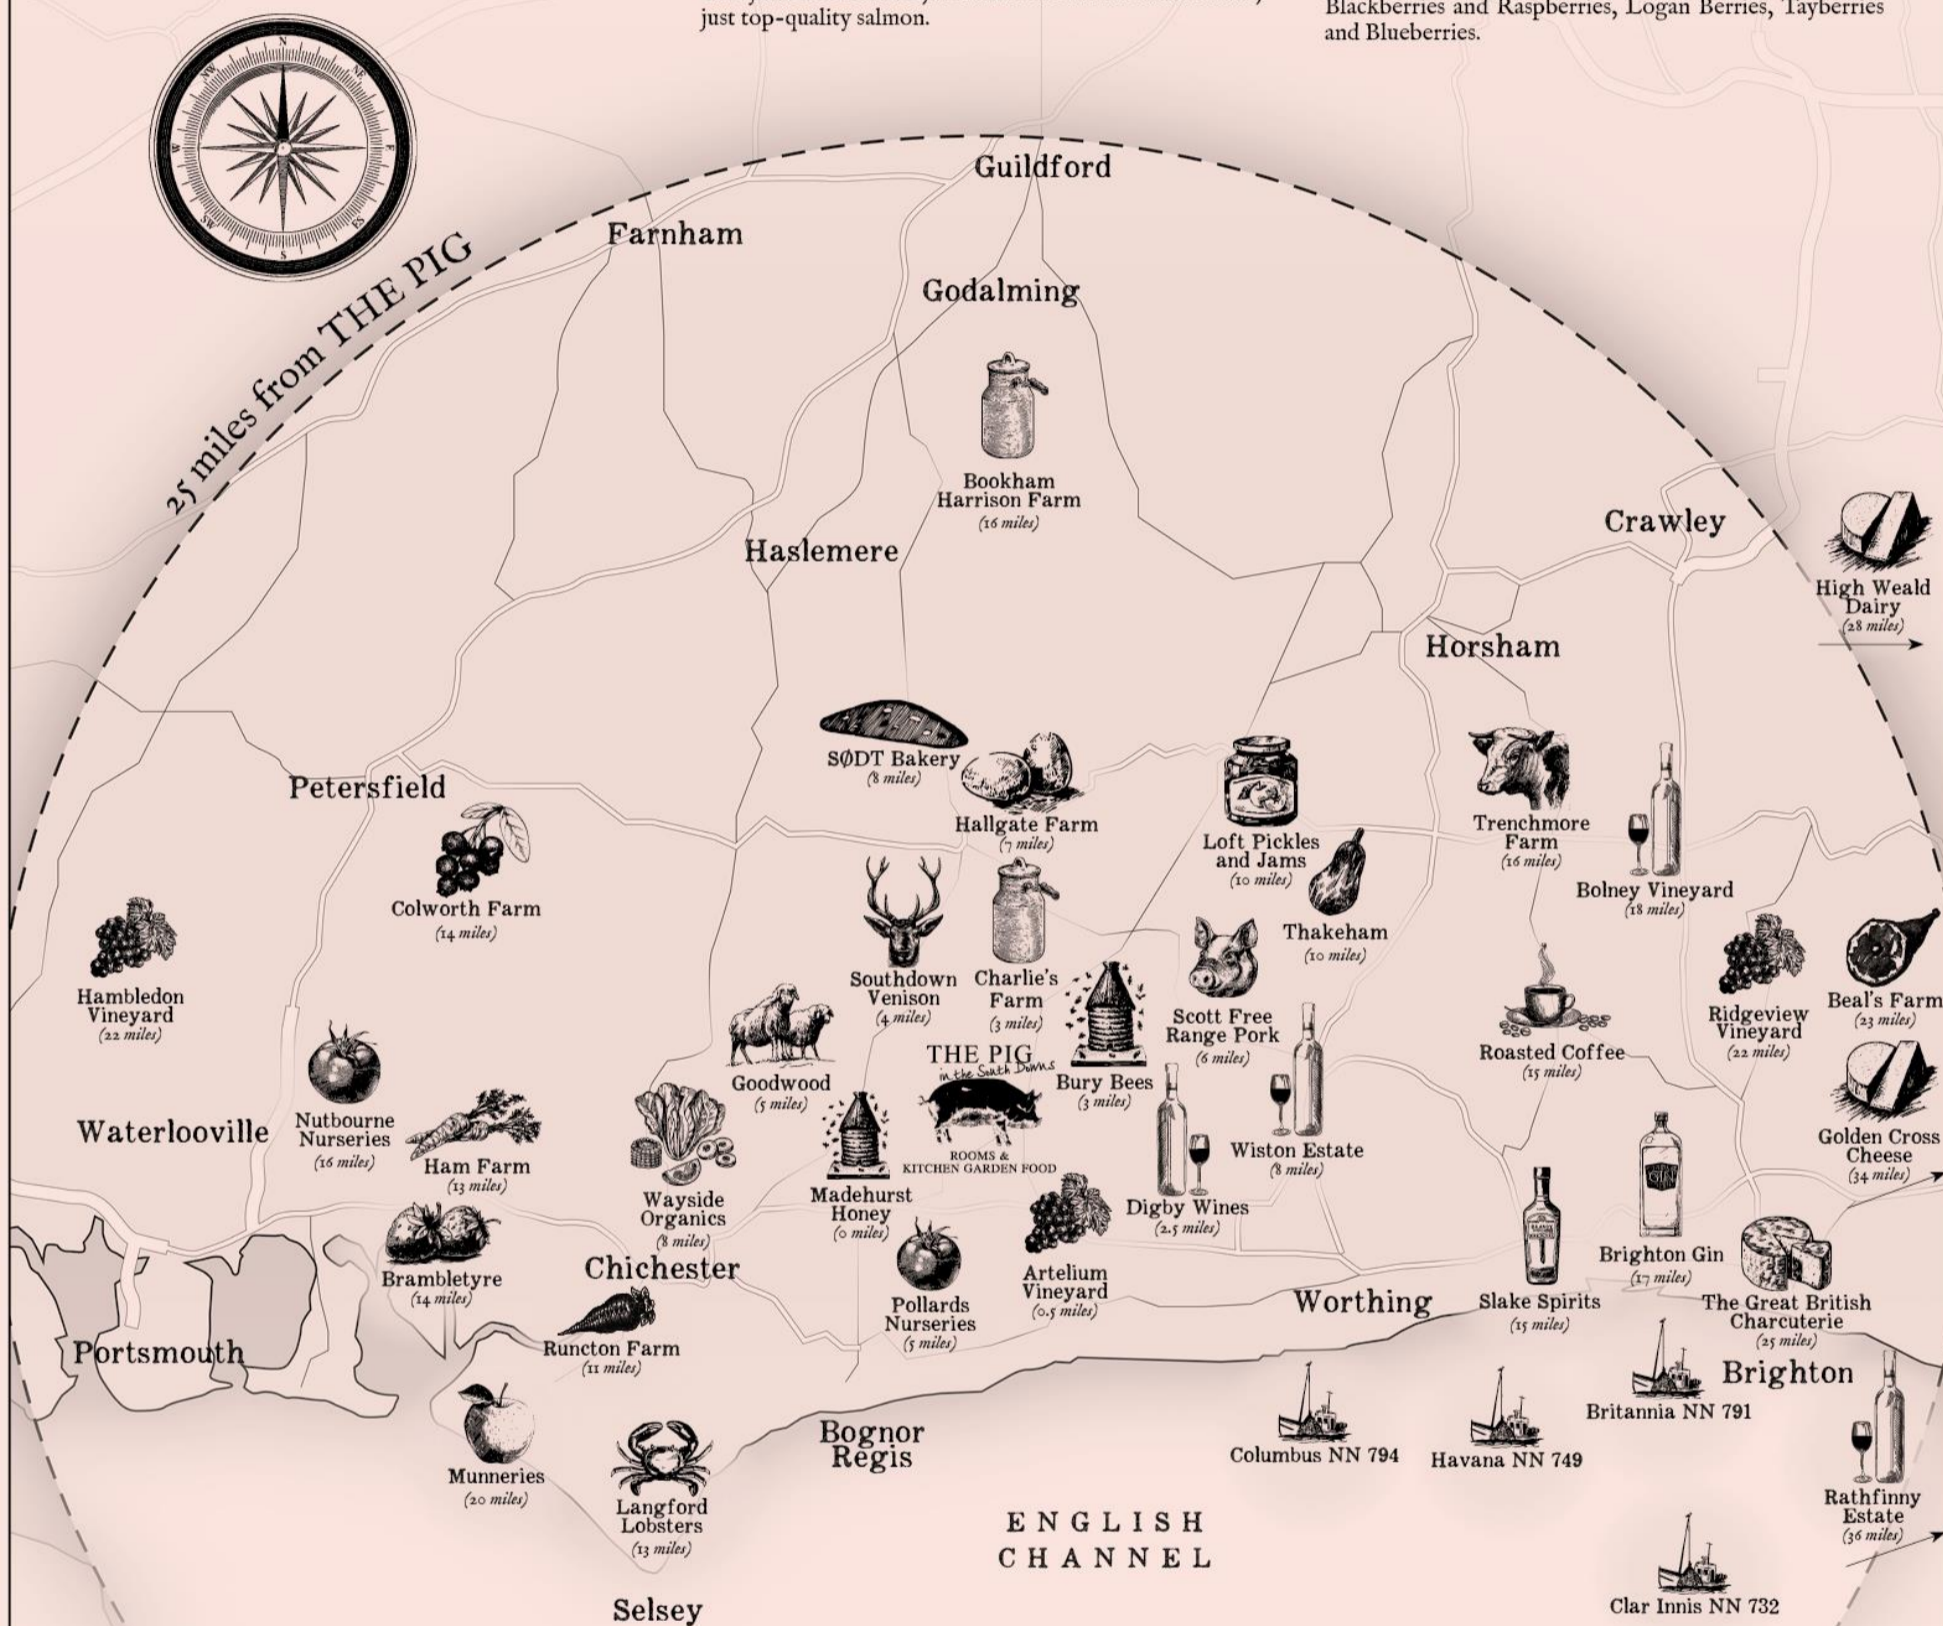 just top-quality salmon.
Blackberries and Raspberries, Logan Berries, Tayberries
and Blueberries.
N
NE
E
ES
S
SW
W
NW
25 miles from THE PIG
Guildford
Farnham
Godalming
Bookham
Harrison Farm
(16 miles)
Haslemere
Crawley
High Weald
Dairy
(28 miles)
Horsham
SØDT Bakery
(8 miles)
Petersfield
Hallgate Farm
(7 miles)
Loft Pickles
and Jams
(10 miles)
Trenchmore
Farm
(16 miles)
Bolney Vineyard
(18 miles)
Colworth Farm
(14 miles)
Thakeham
(10 miles)
Hambledon
Vineyard
(22 miles)
Southdown
Venison
(4 miles)
Charlie's
Farm
(3 miles)
Scott Free
Range Pork
(6 miles)
Ridgeview
Vineyard
(22 miles)
Beal's Farm
(23 miles)
Roasted Coffee
(15 miles)
Goodwood
(5 miles)
THE PIG
in the South Downs
ROOMS &
KITCHEN GARDEN FOOD
Bury Bees
(3 miles)
Waterlooville
Nutbourne
Nurseries
(16 miles)
Ham Farm
(13 miles)
Wiston Estate
(8 miles)
Golden Cross
Cheese
(34 miles)
Wayside
Organics
(8 miles)
Madehurst
Honey
(0 miles)
Digby Wines
(2.5 miles)
Brambletyre
(14 miles)
Chichester
Artelium
Vineyard
(0.5 miles)
Brighton Gin
(17 miles)
Pollards
Nurseries
(5 miles)
Worthing
Slake Spirits
(15 miles)
The Great British
Charcuterie
(25 miles)
Portsmouth
Runcton Farm
(11 miles)
Brighton
Britannia NN 791
Columbus NN 794
Havana NN 749
Bognor
Regis
Munneries
(20 miles)
Langford
Lobsters
(13 miles)
Rathfinny
Estate
(36 miles)
ENGLISH
CHANNEL
Clar Innis NN 732
Selsey